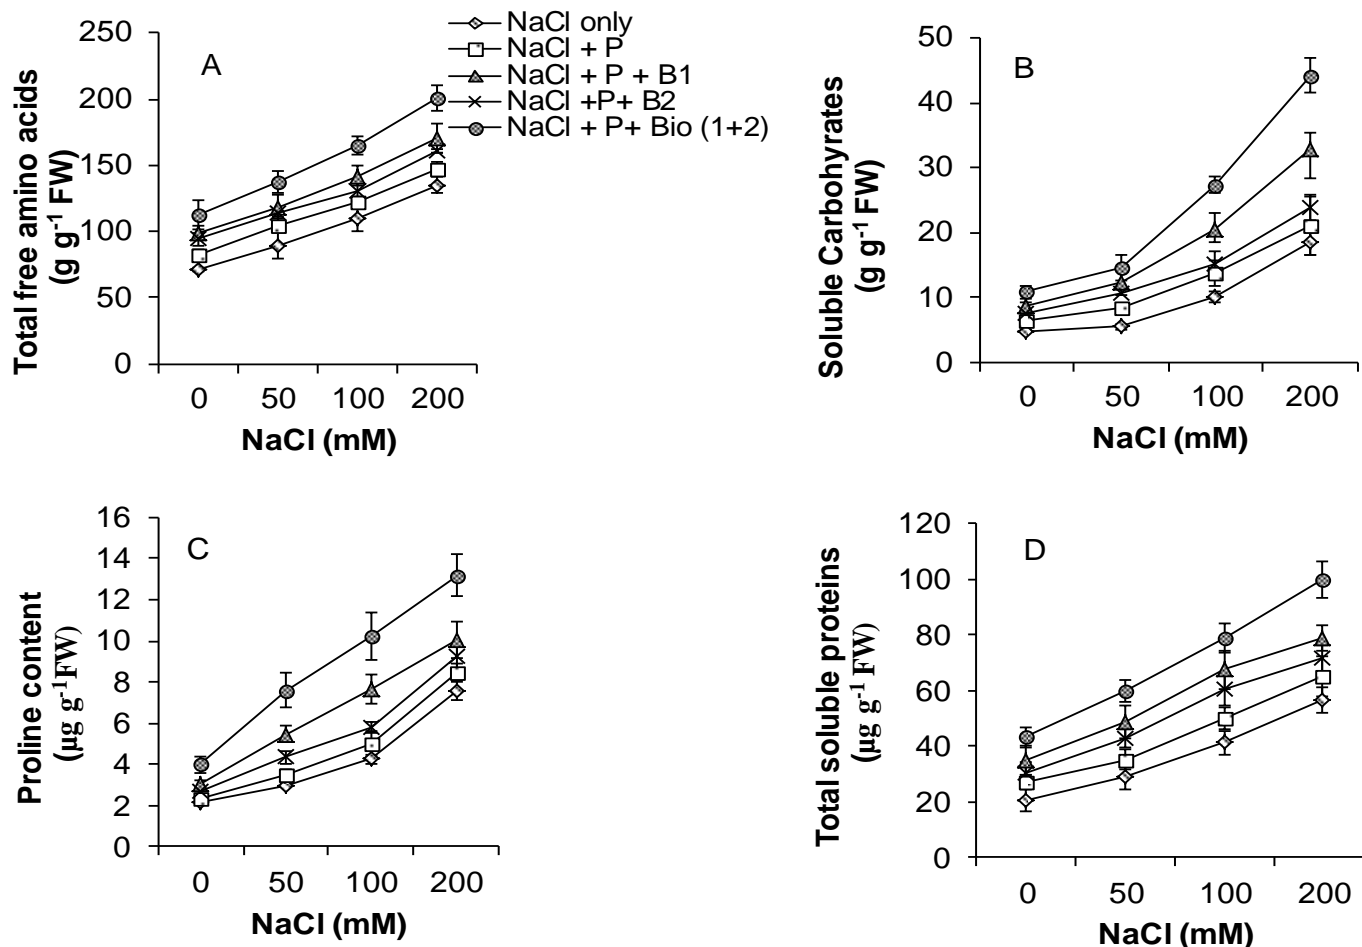 NaCl only
NaCl + P
NaCl + P + B1
NaCl +P+ B2
NaCl + P+ Bio (1+2)
A
Total free amino acids
(g g-1 FW)
250
200
150
100
50
0
0 50 100 200
NaCl (mM)
B
Soluble Carbohyrates
(g g-1 FW)
50
40
30
20
10
0
0 50 100 200
NaCl (mM)
C
Proline content
(µg g-1FW)
16
14
12
10
8
6
4
2
0
0 50 100 200
NaCl (mM)
D
Total soluble proteins
(µg g-1FW)
120
100
80
60
40
20
0
0 50 100 200
NaCl (mM)